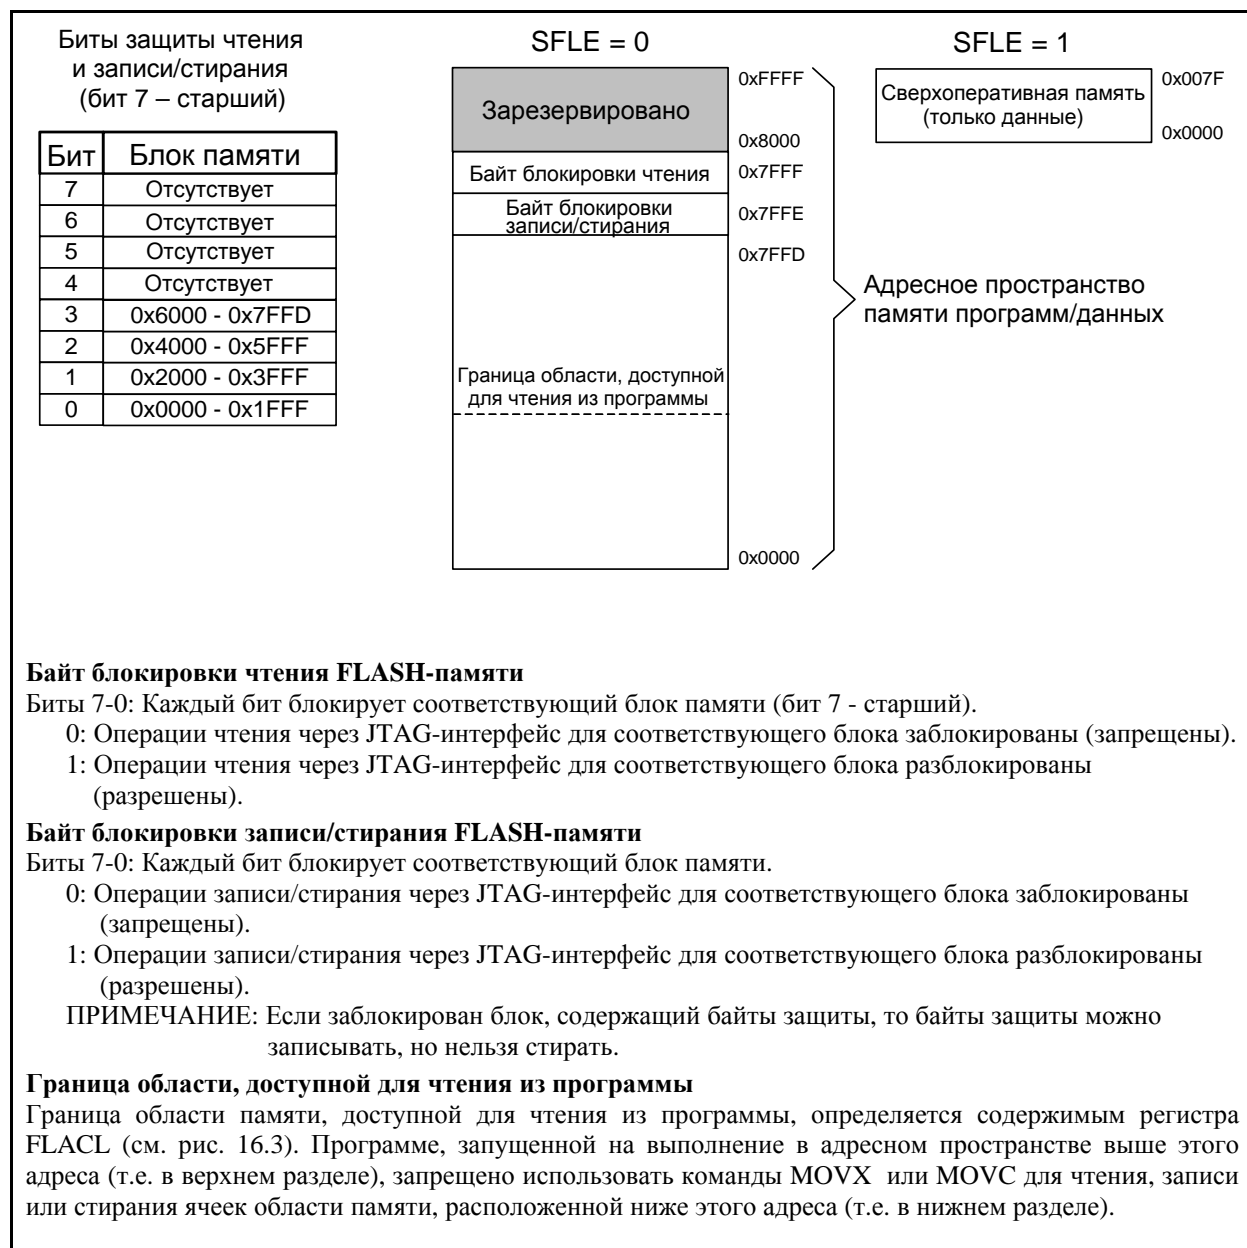 Биты защиты чтения
и записи/стирания
(бит 7 – старший)
Бит Блок памяти
7 Отсутствует
6 Отсутствует
5 Отсутствует
4 Отсутствует
3 0x6000 - 0x7FFD
2 0x4000 - 0x5FFF
1 0x2000 - 0x3FFF
0 0x0000 - 0x1FFF
SFLE = 0
0xFFFF
Зарезервировано
0x8000
Байт блокировки чтения 0x7FFF
Байт блокировки
записи/стирания
0x7FFE
0x7FFD
Граница области, доступной
для чтения из программы
0x0000
Адресное пространство
памяти программ/данных
SFLE = 1
Сверхоперативная память
(только данные)
0x007F
0x0000
Байт блокировки чтения FLASH-памяти
Биты 7-0: Каждый бит блокирует соответствующий блок памяти (бит 7 - старший).
0: Операции чтения через JTAG-интерфейс для соответствующего блока заблокированы (запрещены).
1: Операции чтения через JTAG-интерфейс для соответствующего блока разблокированы
(разрешены).
Байт блокировки записи/стирания FLASH-памяти
Биты 7-0: Каждый бит блокирует соответствующий блок памяти.
0: Операции записи/стирания через JTAG-интерфейс для соответствующего блока заблокированы
(запрещены).
1: Операции записи/стирания через JTAG-интерфейс для соответствующего блока разблокированы
(разрешены).
ПРИМЕЧАНИЕ: Если заблокирован блок, содержащий байты защиты, то байты защиты можно
записывать, но нельзя стирать.
Граница области, доступной для чтения из программы
Граница области памяти, доступной для чтения из программы, определяется содержимым регистра
FLACL (см. рис. 16.3). Программе, запущенной на выполнение в адресном пространстве выше этого
адреса (т.е. в верхнем разделе), запрещено использовать команды MOVX или MOVC для чтения, записи
или стирания ячеек области памяти, расположенной ниже этого адреса (т.е. в нижнем разделе).